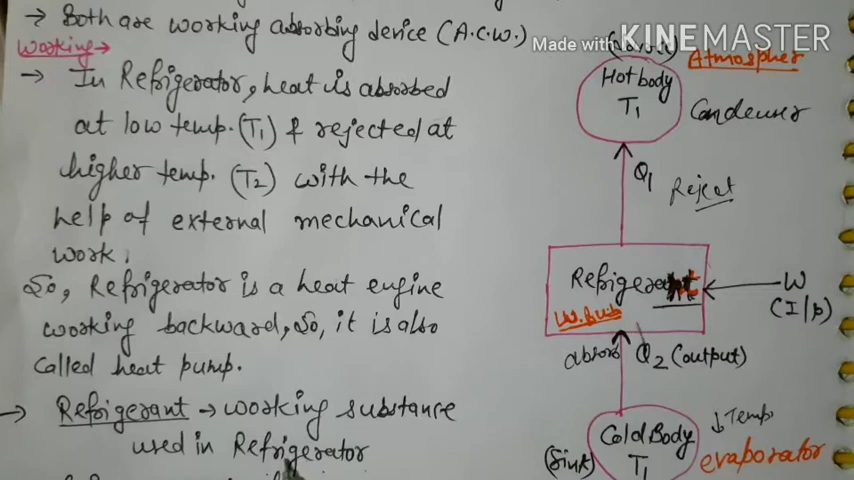 → Both are working absorbing device (A.C.W.)
Working→
→ In Refrigerator, heat is absorbed
at low temp. (T1) & rejected at
higher temp. (T2) with the
help of external mechanical
work.
So, Refrigerator is a heat engine
working backward, so, it is also
called heat pump.
→ Refrigerant → working substance
used in Refrigerator
Made with KINEMASTER
Atmospher
Hot body
T1
Condenser
Q1
Reject
W.Sub
W
(I/p)
absorb Q2 (output)
Cold Body
T1
(Sink)
↓Temp
evaporator